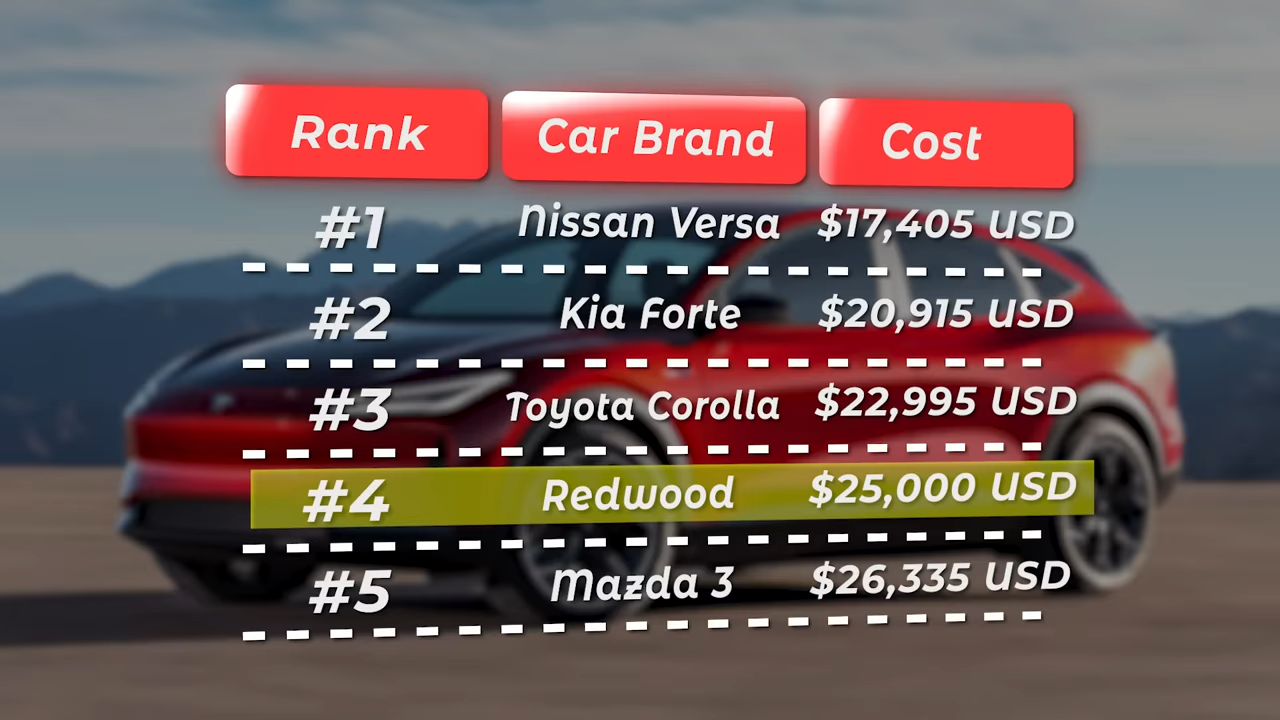 Rank Car Brand Cost
#1 Nissan Versa $17,405 USD
#2 Kia Forte $20,915 USD
#3 Toyota Corolla $22,995 USD
#4 Redwood $25,000 USD
#5 Mazda 3 $26,335 USD